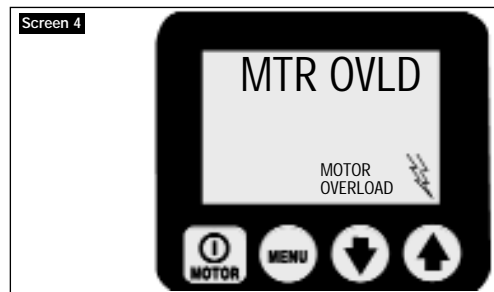 Screen 4
MTR OVLD
MOTOR
OVERLOAD
MOTOR
MENU